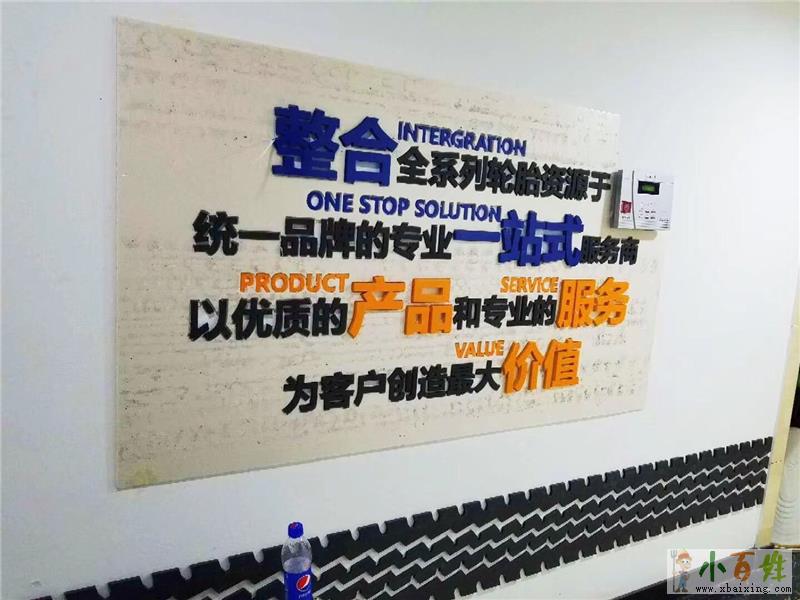 整合 INTERGRATION 全系列轮胎资源于
ONE STOP SOLUTION
统一品牌的专业一站式服务商
PRODUCT SERVICE
以优质的产品和专业的服务
VALUE
为客户创造最大价值
小百姓
www.xbaixing.com